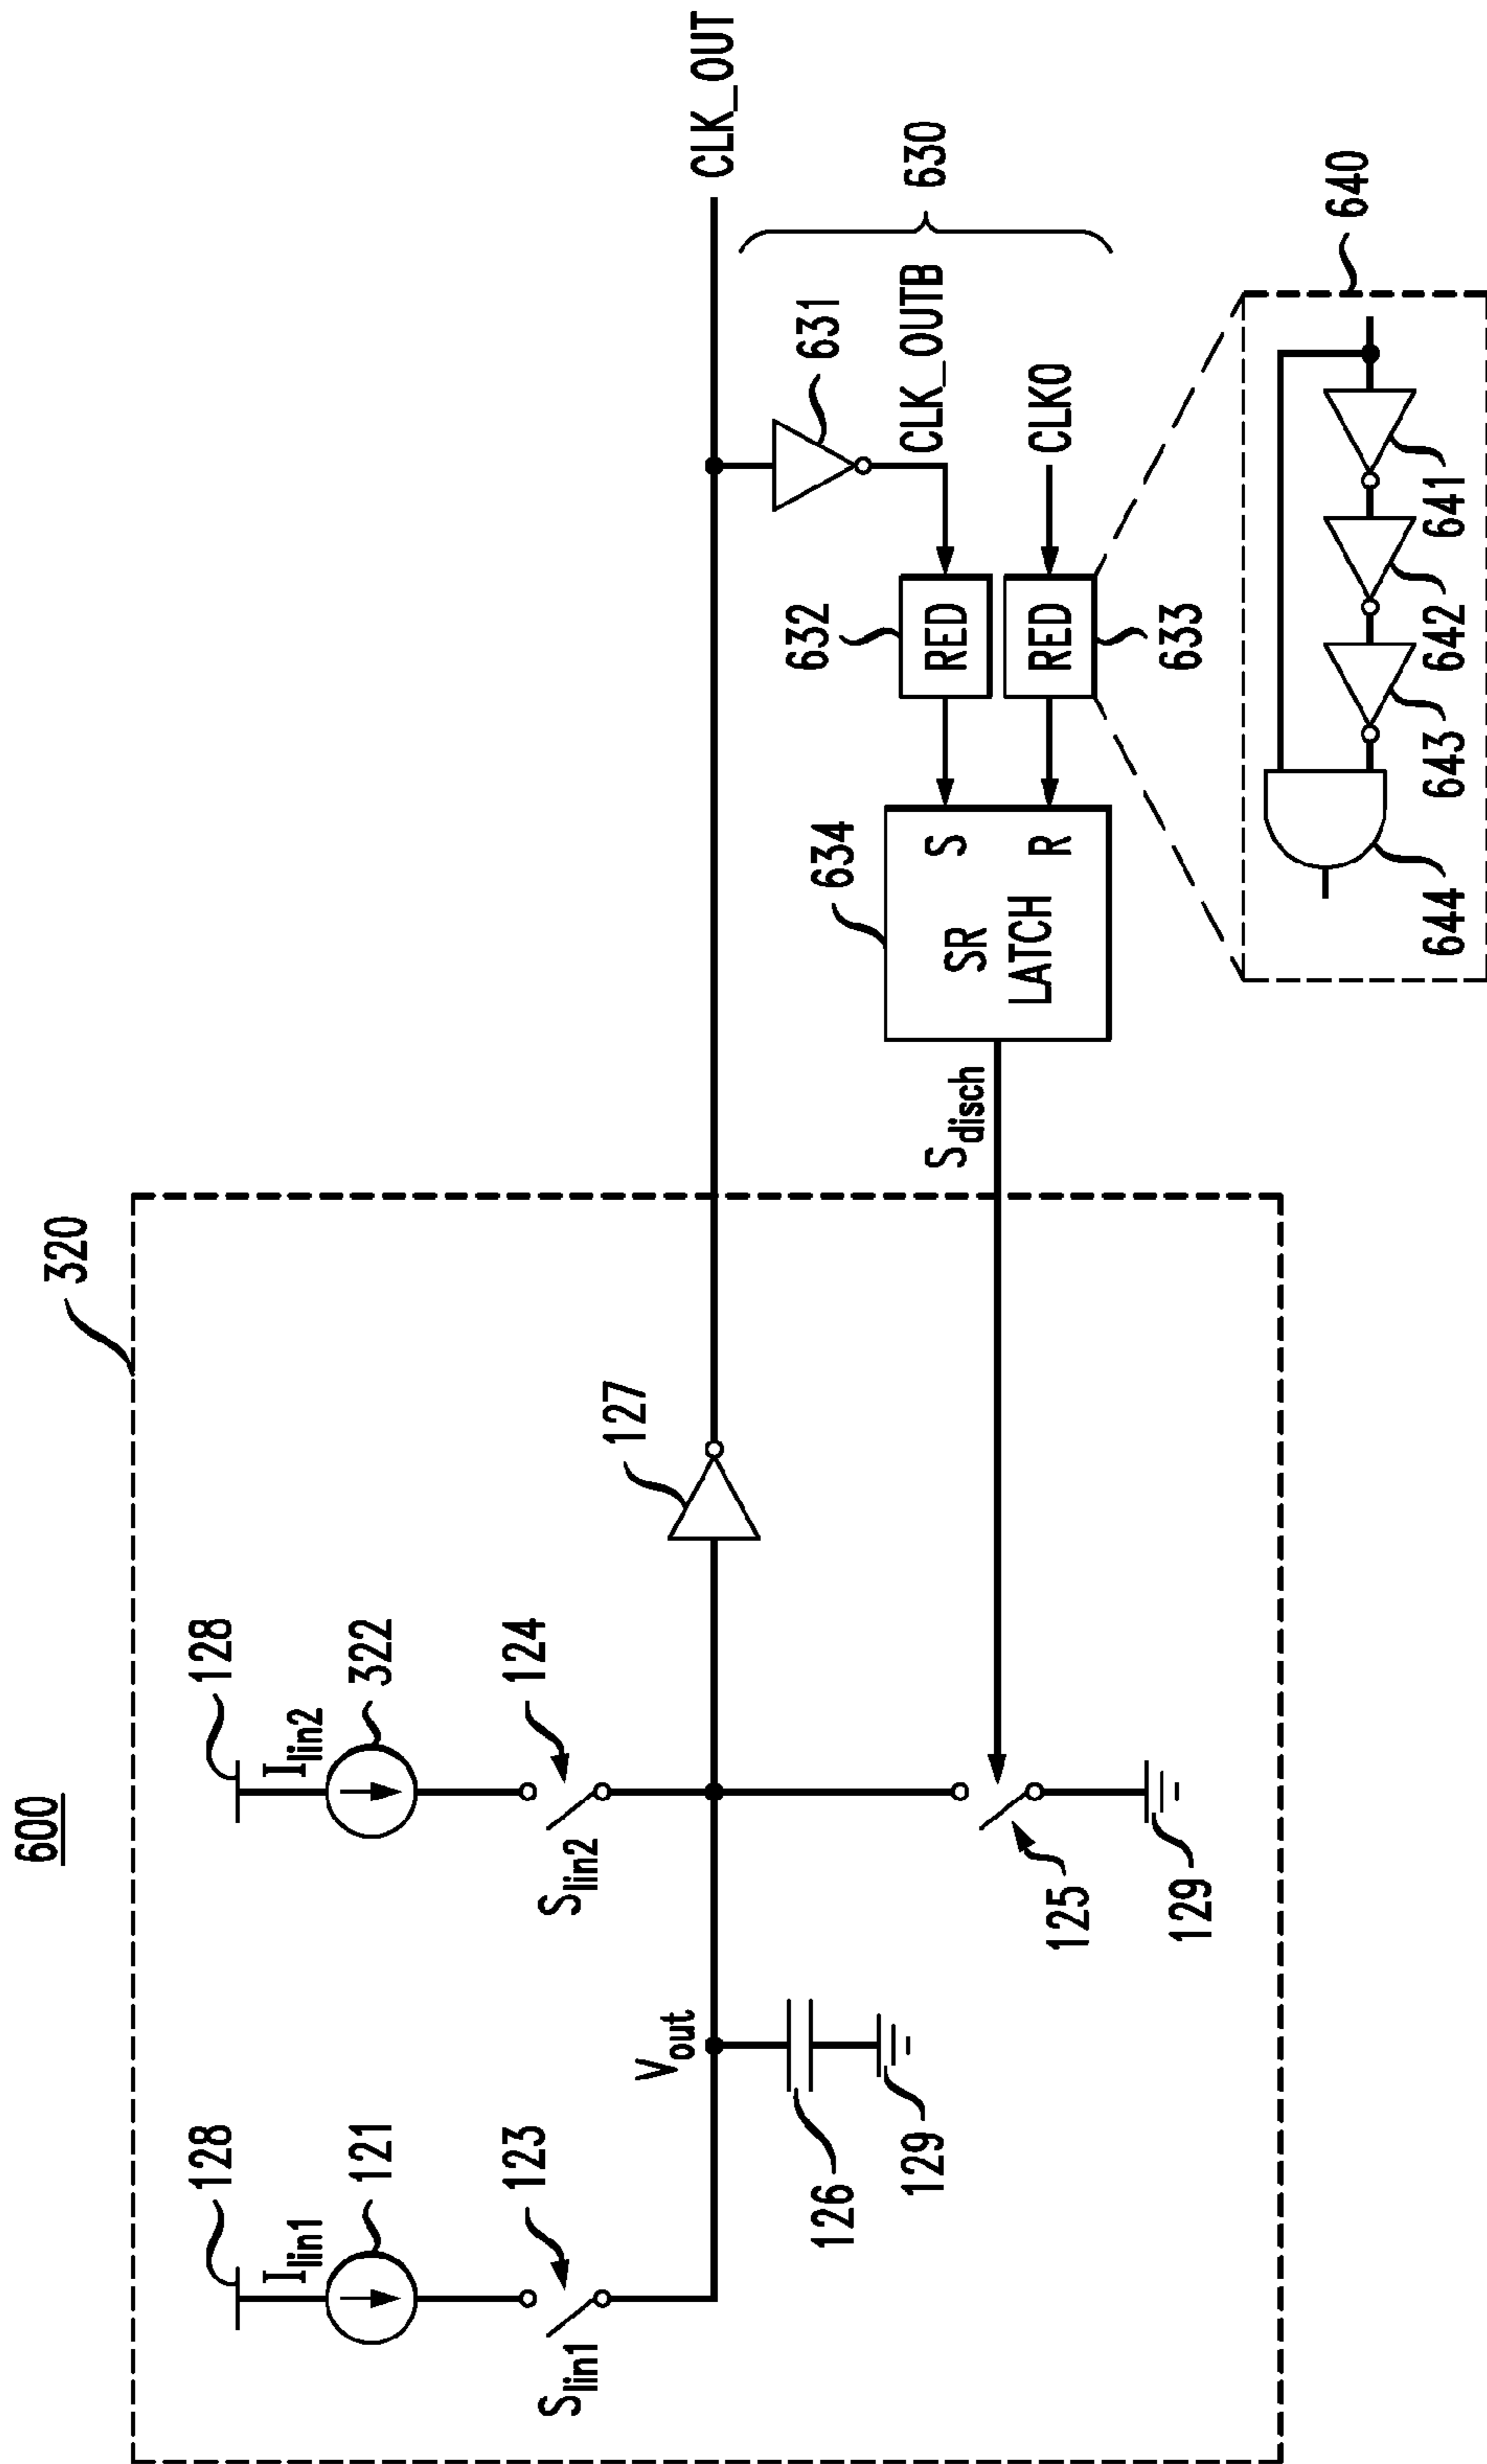 600
320
128
128
I_lin1
I_lin2
121
322
123
124
S_lin1
S_lin2
127
V_out
126
129
125
129
CLK_OUT
631
630
CLK_OUTB
CLKO
632
RED
RED
633
634
S
R
SR
LATCH
S_disch
640
641
642
643
644